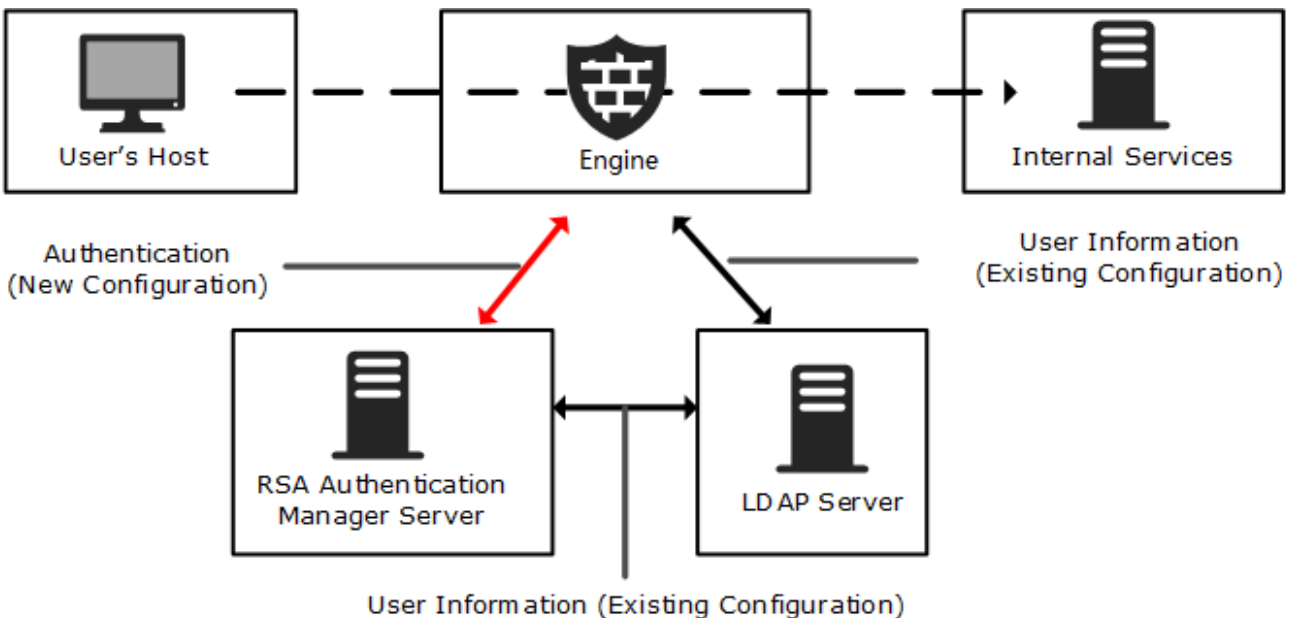 User's Host
Engine
Internal Services
Authentication
(New Configuration)
User Information
(Existing Configuration)
RSA Authentication
Manager Server
LDAP Server
User Information (Existing Configuration)